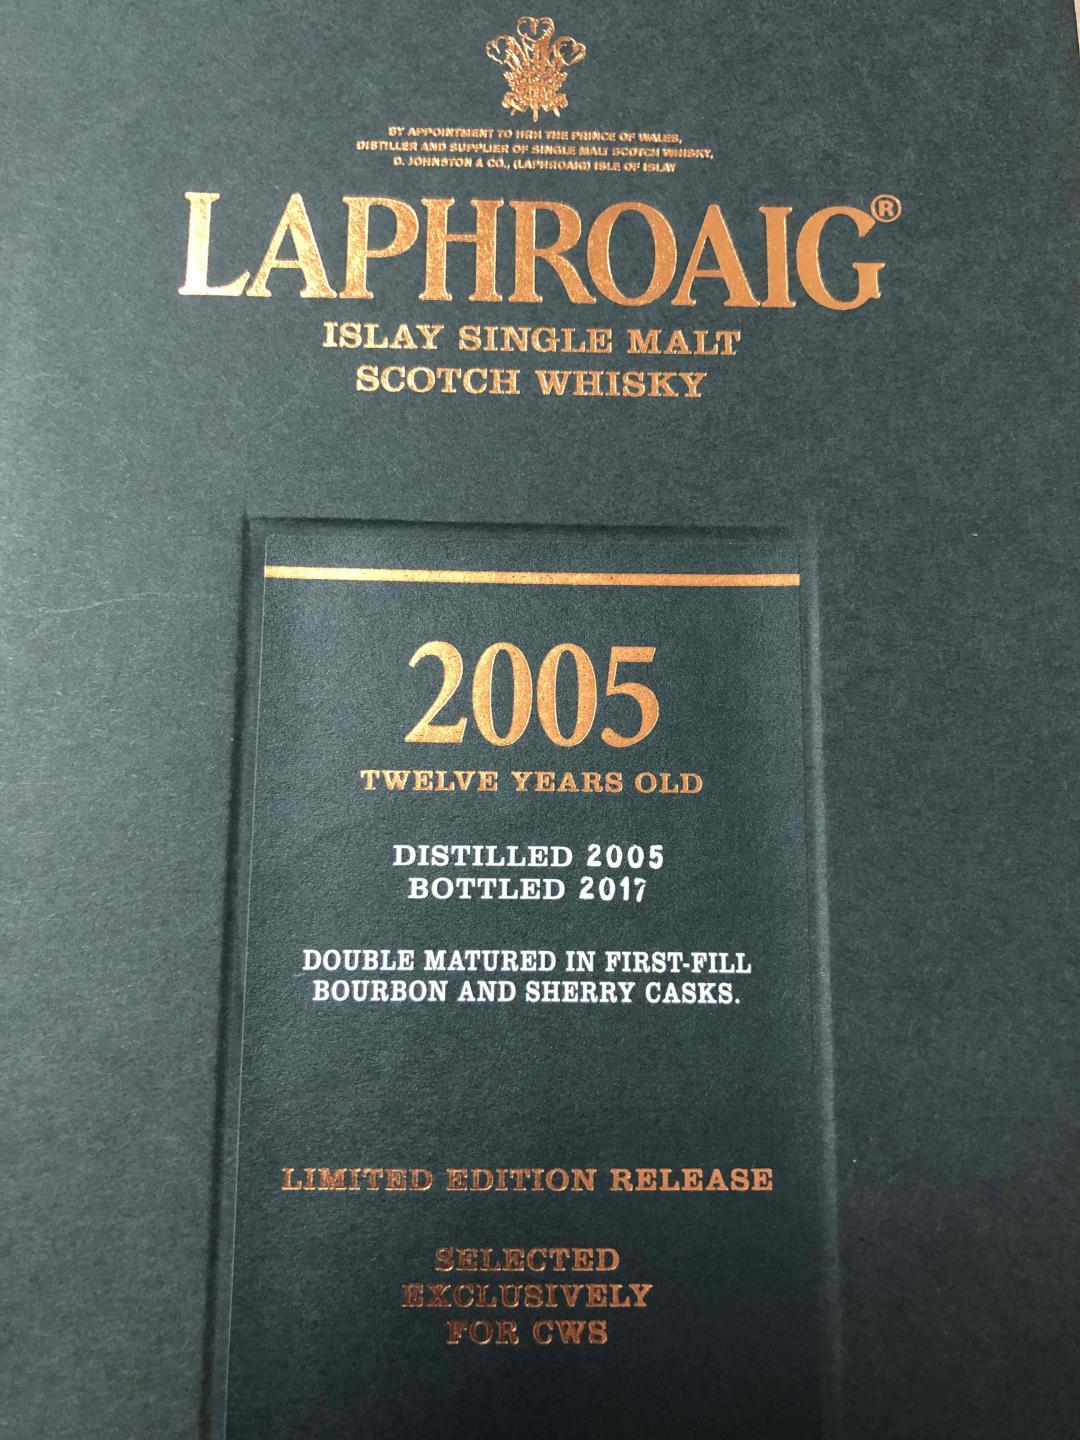 BY APPOINTMENT TO HRH THE PRINCE OF WALES,
DISTILLER AND SUPPLIER OF SINGLE MALT SCOTCH WHISKY,
D. JOHNSTON & CO., (LAPHROAIG) ISLE OF ISLAY
LAPHROAIG®
ISLAY SINGLE MALT
SCOTCH WHISKY
2005
TWELVE YEARS OLD
DISTILLED 2005
BOTTLED 2017
DOUBLE MATURED IN FIRST-FILL
BOURBON AND SHERRY CASKS.
LIMITED EDITION RELEASE
SELECTED
EXCLUSIVELY
FOR CWS